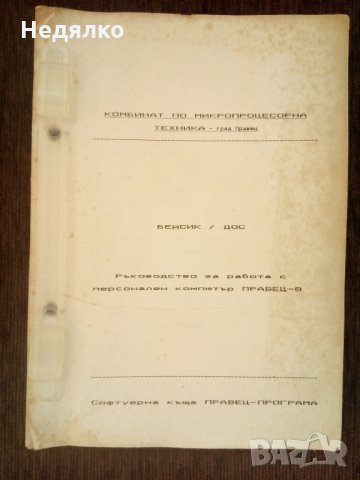 Недялко
КОМБИНАТ ПО МИКРОПРОЦЕСОРНА
ТЕХНИКА - град Правец
БЕЙСИК / ДОС
Ръководство за работа с
персонален компютър ПРАВЕЦ-8
Софтуерна къща ПРАВЕЦ-ПРОГРАМА
BAZAR